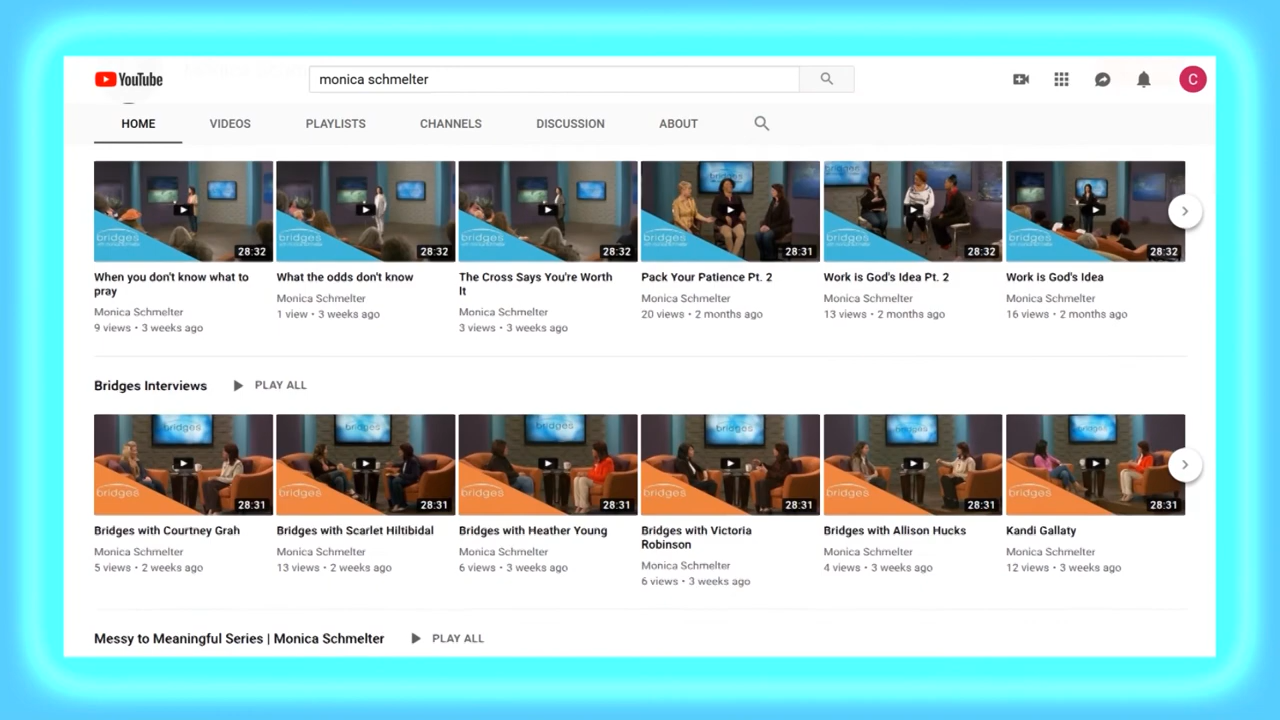 YouTube
monica schmelter
C
HOME VIDEOS PLAYLISTS CHANNELS DISCUSSION ABOUT
bridges 28:32
bridges 28:32
bridges 28:32
bridges bridges 28:31
bridges bridges 28:32
bridges 28:32
When you don't know what to
pray
Monica Schmelter
9 views • 3 weeks ago
What the odds don't know
Monica Schmelter
1 view • 3 weeks ago
The Cross Says You're Worth
It
Monica Schmelter
3 views • 3 weeks ago
Pack Your Patience Pt. 2
Monica Schmelter
20 views • 2 months ago
Work is God's Idea Pt. 2
Monica Schmelter
13 views • 2 months ago
Work is God's Idea
Monica Schmelter
16 views • 2 months ago
Bridges Interviews PLAY ALL
bridges bridges 28:31
bridges bridges 28:31
bridges bridges 28:31
bridges bridges 28:31
bridges bridges 28:31
bridges bridges 28:31
Bridges with Courtney Grah
Monica Schmelter
5 views • 2 weeks ago
Bridges with Scarlet Hiltibidal
Monica Schmelter
13 views • 2 weeks ago
Bridges with Heather Young
Monica Schmelter
6 views • 3 weeks ago
Bridges with Victoria
Robinson
Monica Schmelter
6 views • 3 weeks ago
Bridges with Allison Hucks
Monica Schmelter
4 views • 3 weeks ago
Kandi Gallaty
Monica Schmelter
12 views • 3 weeks ago
Messy to Meaningful Series | Monica Schmelter PLAY ALL